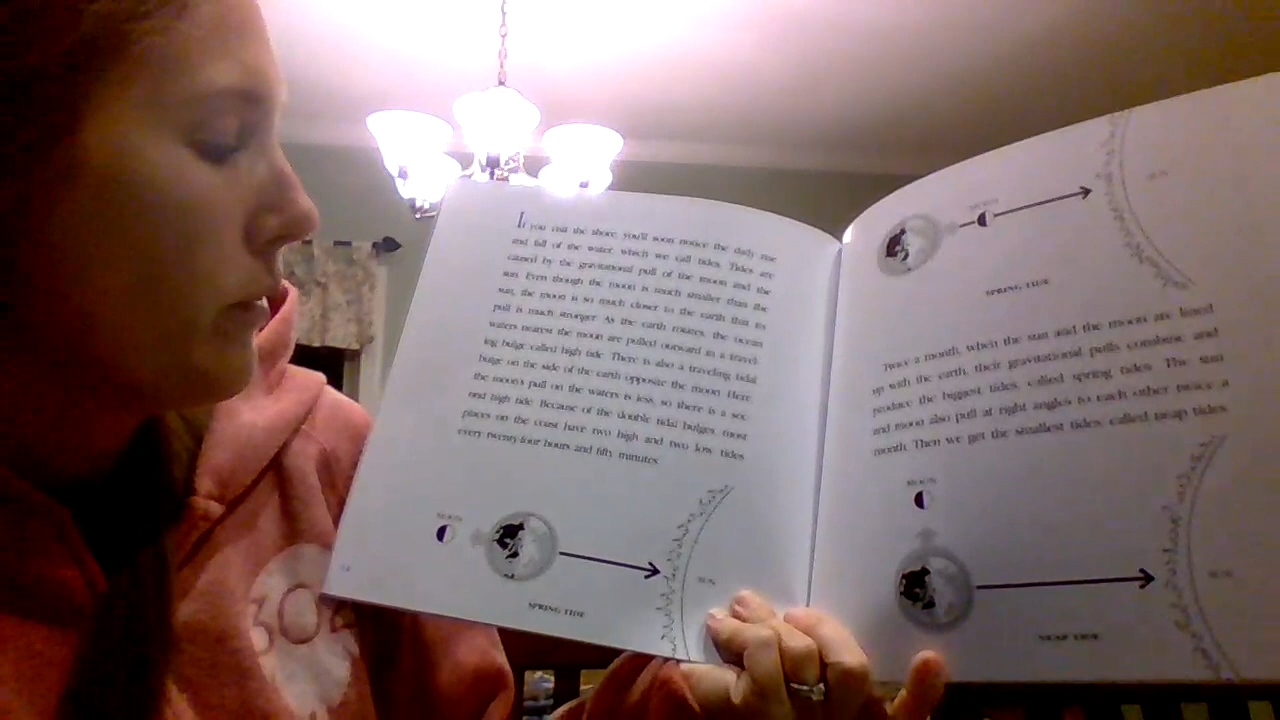 If you visit the shore, you'll soon notice the daily rise
and fall of the water, which we call tides. Tides are
caused by the gravitational pull of the moon and the
sun. Even though the moon is much smaller than the
sun, the moon is so much closer to the earth that its
pull is much stronger. As the earth rotates, the ocean
waters nearest the moon are pulled outward in a travel-
ing bulge called high tide. There is also a traveling tidal
bulge on the side of the earth opposite the moon. Here
the moon's pull on the waters is less, so there is a sec-
ond high tide. Because of the double tidal bulges, most
places on the coast have two high and two low tides
every twenty-four hours and fifty minutes.
MOON
SUN
SPRING TIDE
MOON
SUN
SPRING TIDE
Twice a month, when the sun and the moon are lined
up with the earth, their gravitational pulls combine and
produce the biggest tides, called spring tides. The sun
and moon also pull at right angles to each other twice a
month. Then we get the smallest tides, called neap tides.
MOON
SUN
NEAP TIDE
30